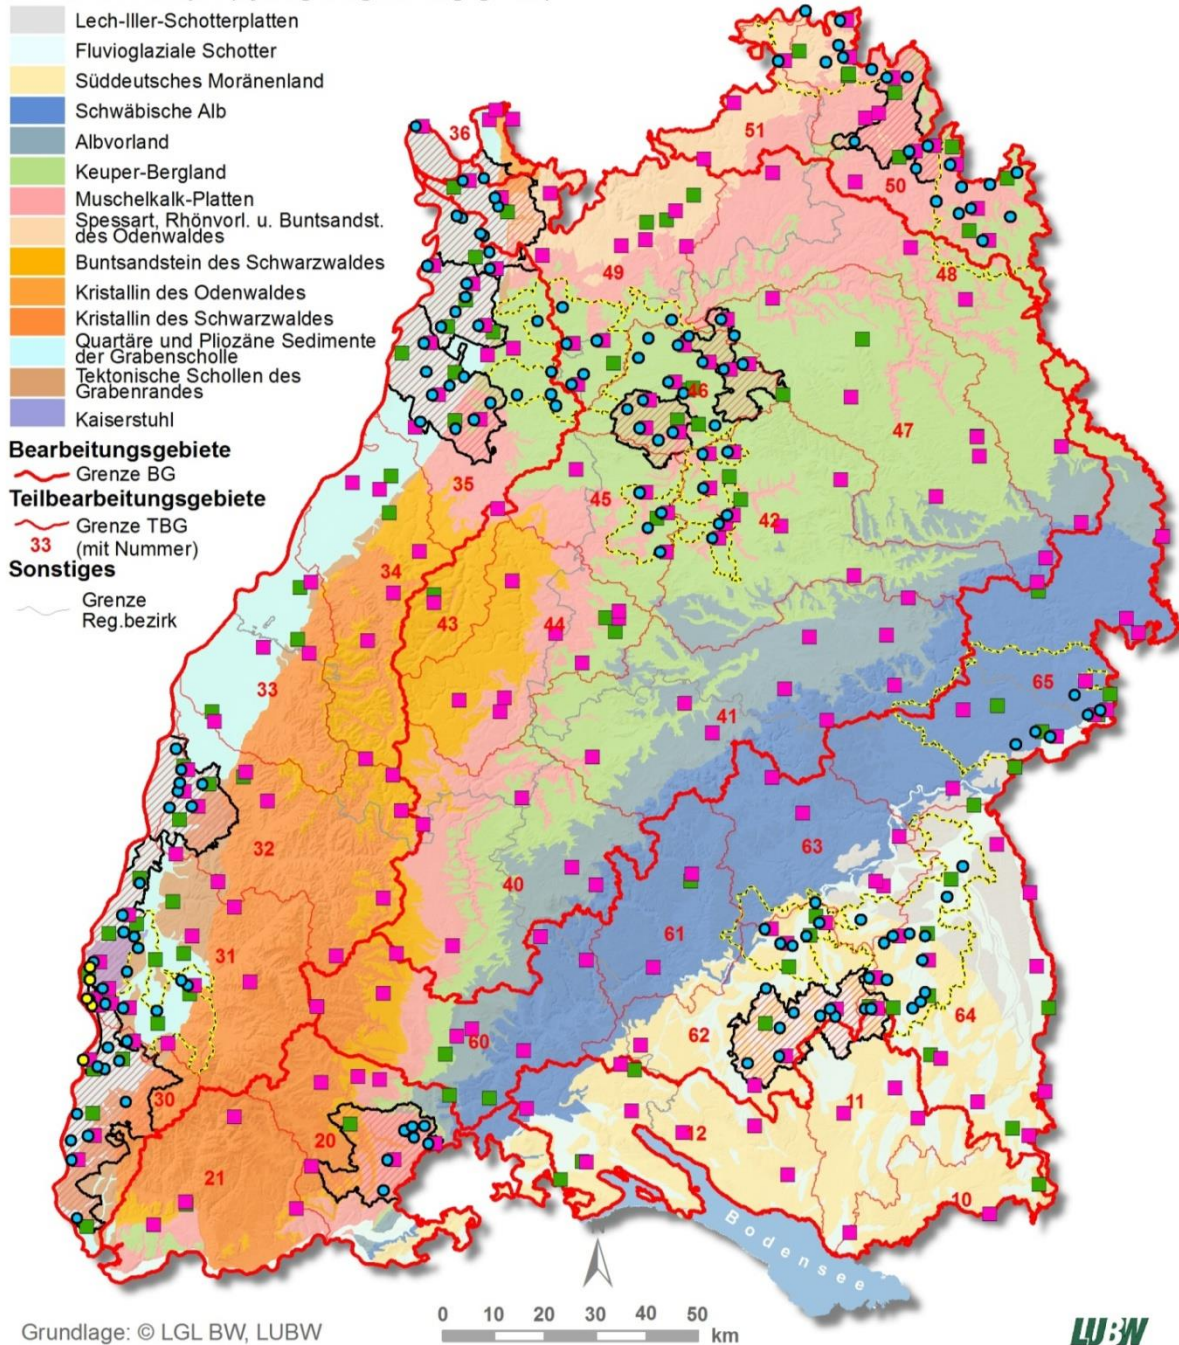 Lech-Iller-Schotterplatten
Fluvioglaziale Schotter
Süddeutsches Moränenland
Schwäbische Alb
Albvorland
Keuper-Bergland
Muschelkalk-Platten
Spessart, Rhönvorl. u. Buntsandst.
des Odenwaldes
Buntsandstein des Schwarzwaldes
Kristallin des Odenwaldes
Kristallin des Schwarzwaldes
Quartäre und Pliozäne Sedimente
der Grabenscholle
Tektonische Schollen des
Grabenrandes
Kaiserstuhl
Bearbeitungsgebiete
Grenze BG
Teilbearbeitungsgebiete
Grenze TBG
33 (mit Nummer)
Sonstiges
Grenze
Reg.bezirk
36
51
50
49
48
46
47
35
45
42
34
43
44
33
65
41
32
63
40
31
61
64
62
60
30
11
20
12
21
10
Bodensee
0 10 20 30 40 50
km
Grundlage: © LGL BW, LUBW
LUBW